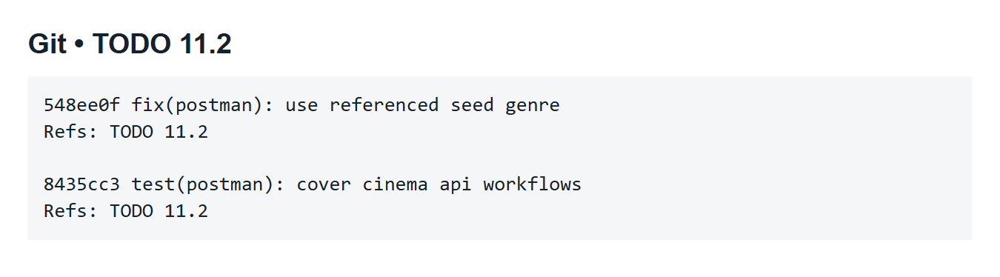 Git • TODO 11.2
548ee0f fix(postman): use referenced seed genre
Refs: TODO 11.2
8435cc3 test(postman): cover cinema api workflows
Refs: TODO 11.2